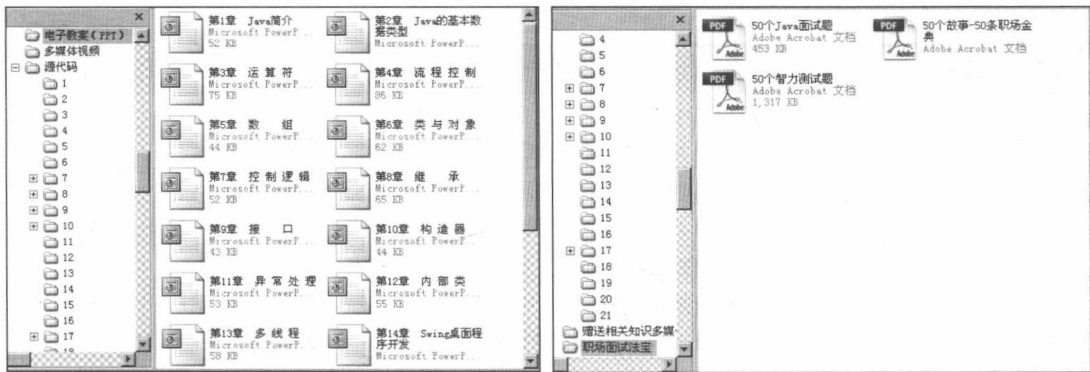 电子教案(PPT)
多媒体视频
源代码
1
2
3
4
5
6
7
8
9
10
11
12
13
14
15
16
17
第1章 Java简介
Microsoft PowerP...
52 KB
第2章 Java的基本数
据类型
Microsoft PowerP...
第3章 运算符
Microsoft PowerP...
75 KB
第4章 流程控制
Microsoft PowerP...
86 KB
第5章 数 组
Microsoft PowerP...
44 KB
第6章 类与对象
Microsoft PowerP...
62 KB
第7章 控制逻辑
Microsoft PowerP...
52 KB
第8章 继 承
Microsoft PowerP...
65 KB
第9章 接 口
Microsoft PowerP...
43 KB
第10章 构造器
Microsoft PowerP...
44 KB
第11章 异常处理
Microsoft PowerP...
53 KB
第12章 内部类
Microsoft PowerP...
55 KB
第13章 多线程
Microsoft PowerP...
58 KB
第14章 Swing桌面程
序开发
Microsoft PowerP...
4
5
6
7
8
9
10
11
12
13
14
15
16
17
18
19
20
21
赠送相关知识多媒
职场面试法宝
PDF
Adobe
50个Java面试题
Adobe Acrobat 文档
453 KB
PDF
Adobe
50个故事-50条职场金
典
Adobe Acrobat 文档
PDF
Adobe
50个智力测试题
Adobe Acrobat 文档
1,317 KB